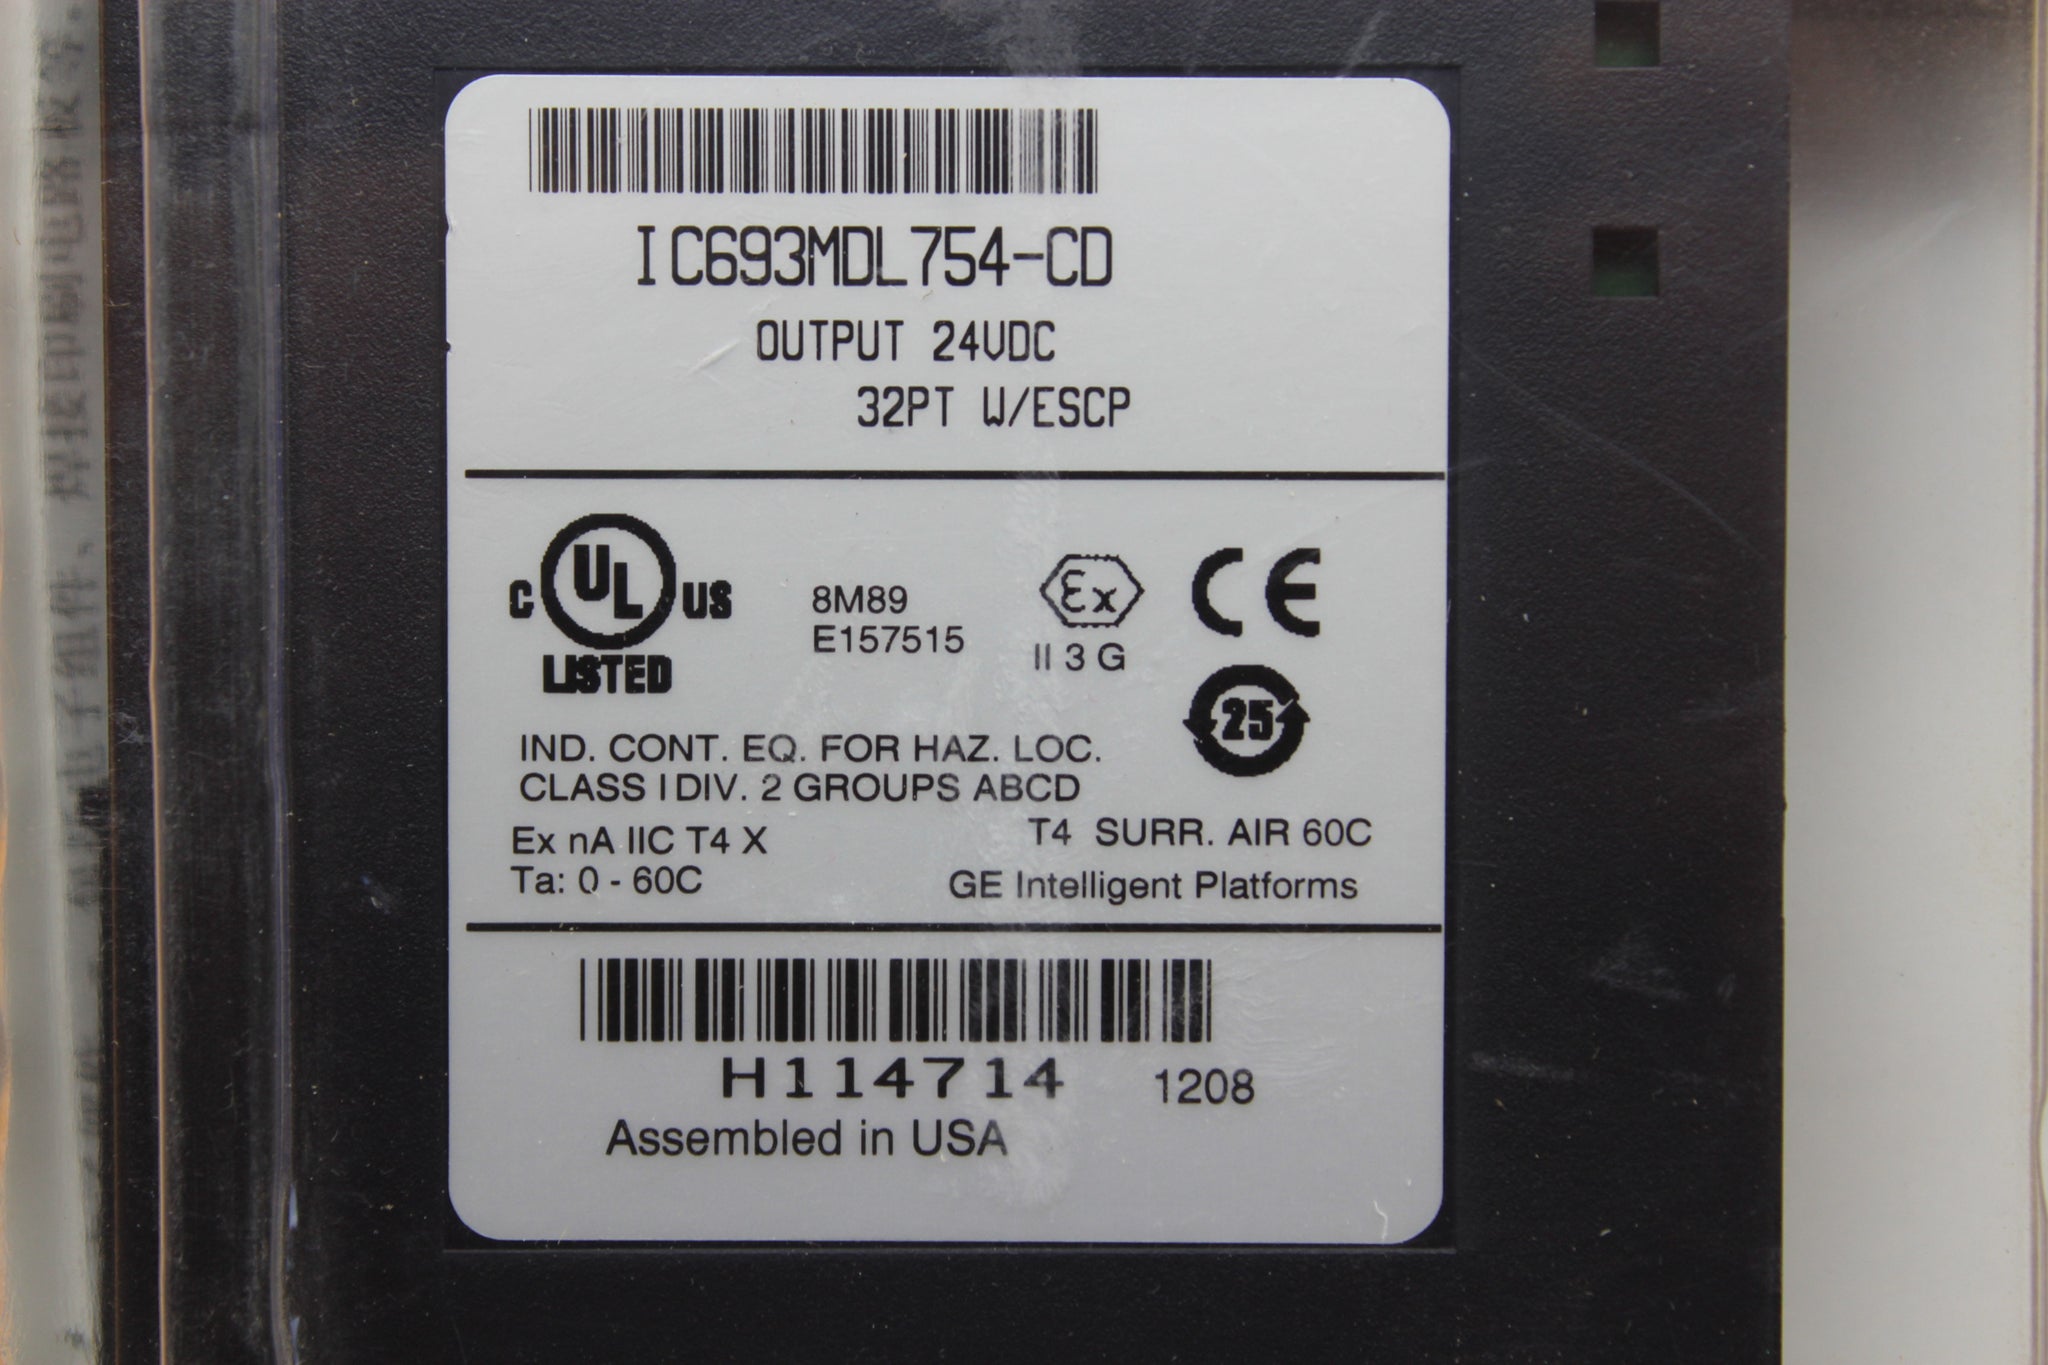 IC693MDL754-CD
OUTPUT 24VDC
32PT W/ESCP
C UL US
LISTED
8M89
E157515
Ex
II 3 G
CE
25
IND. CONT. EQ. FOR HAZ. LOC.
CLASS I DIV. 2 GROUPS ABCD
Ex nA IIC T4 X
Ta: 0 - 60C
T4 SURR. AIR 60C
GE Intelligent Platforms
H114714 1208
Assembled in USA